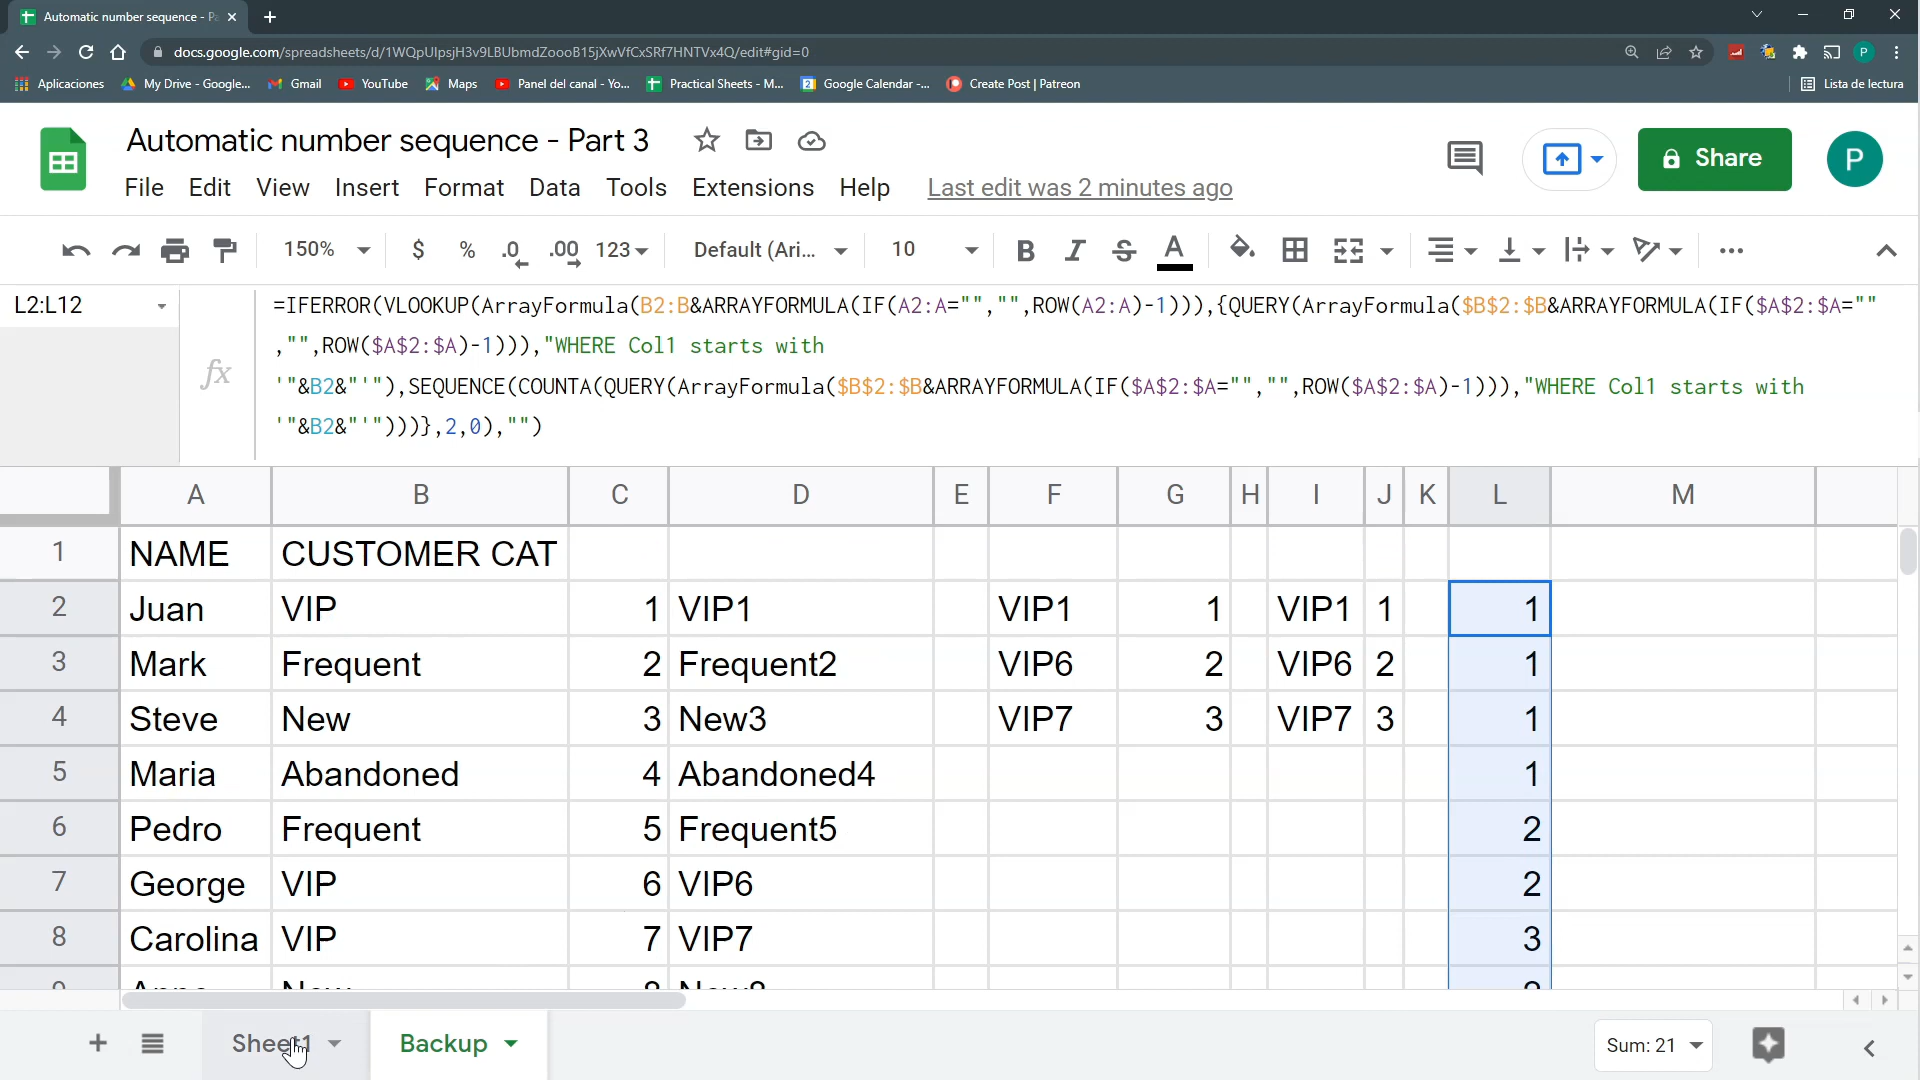 Automatic number sequence - Pa
docs.google.com/spreadsheets/d/1WQpUlpsjH3v9LBUbmdZoooB15jXwVfCxSRf7HNTVx4Q/edit#gid=0
Aplicaciones My Drive - Google... Gmail YouTube Maps Panel del canal - Yo... Practical Sheets - M... Google Calendar -... Create Post | Patreon Lista de lectura
Automatic number sequence - Part 3
Share P
File Edit View Insert Format Data Tools Extensions Help Last edit was 2 minutes ago
150% $ % .0 .00 123 Default (Ari... 10 B I S A
L2:L12
fx
=IFERROR(VLOOKUP(ArrayFormula(B2:B&ARRAYFORMULA(IF(A2:A="","",ROW(A2:A)-1))),{QUERY(ArrayFormula($B$2:$B&ARRAYFORMULA(IF($A$2:$A=""
,"",ROW($A$2:$A)-1))),"WHERE Col1 starts with
'"&B2&"'"),SEQUENCE(COUNTA(QUERY(ArrayFormula($B$2:$B&ARRAYFORMULA(IF($A$2:$A="","",ROW($A$2:$A)-1))),"WHERE Col1 starts with
'"&B2&"'")))},2,0),"")
A B C D E F G H I J K L M
1 NAME CUSTOMER CAT
2 Juan VIP 1 VIP1 VIP1 1 VIP1 1 1
3 Mark Frequent 2 Frequent2 VIP6 2 VIP6 2 1
4 Steve New 3 New3 VIP7 3 VIP7 3 1
5 Maria Abandoned 4 Abandoned4 1
6 Pedro Frequent 5 Frequent5 2
7 George VIP 6 VIP6 2
8 Carolina VIP 7 VIP7 3
Sheet1 Backup Sum: 21